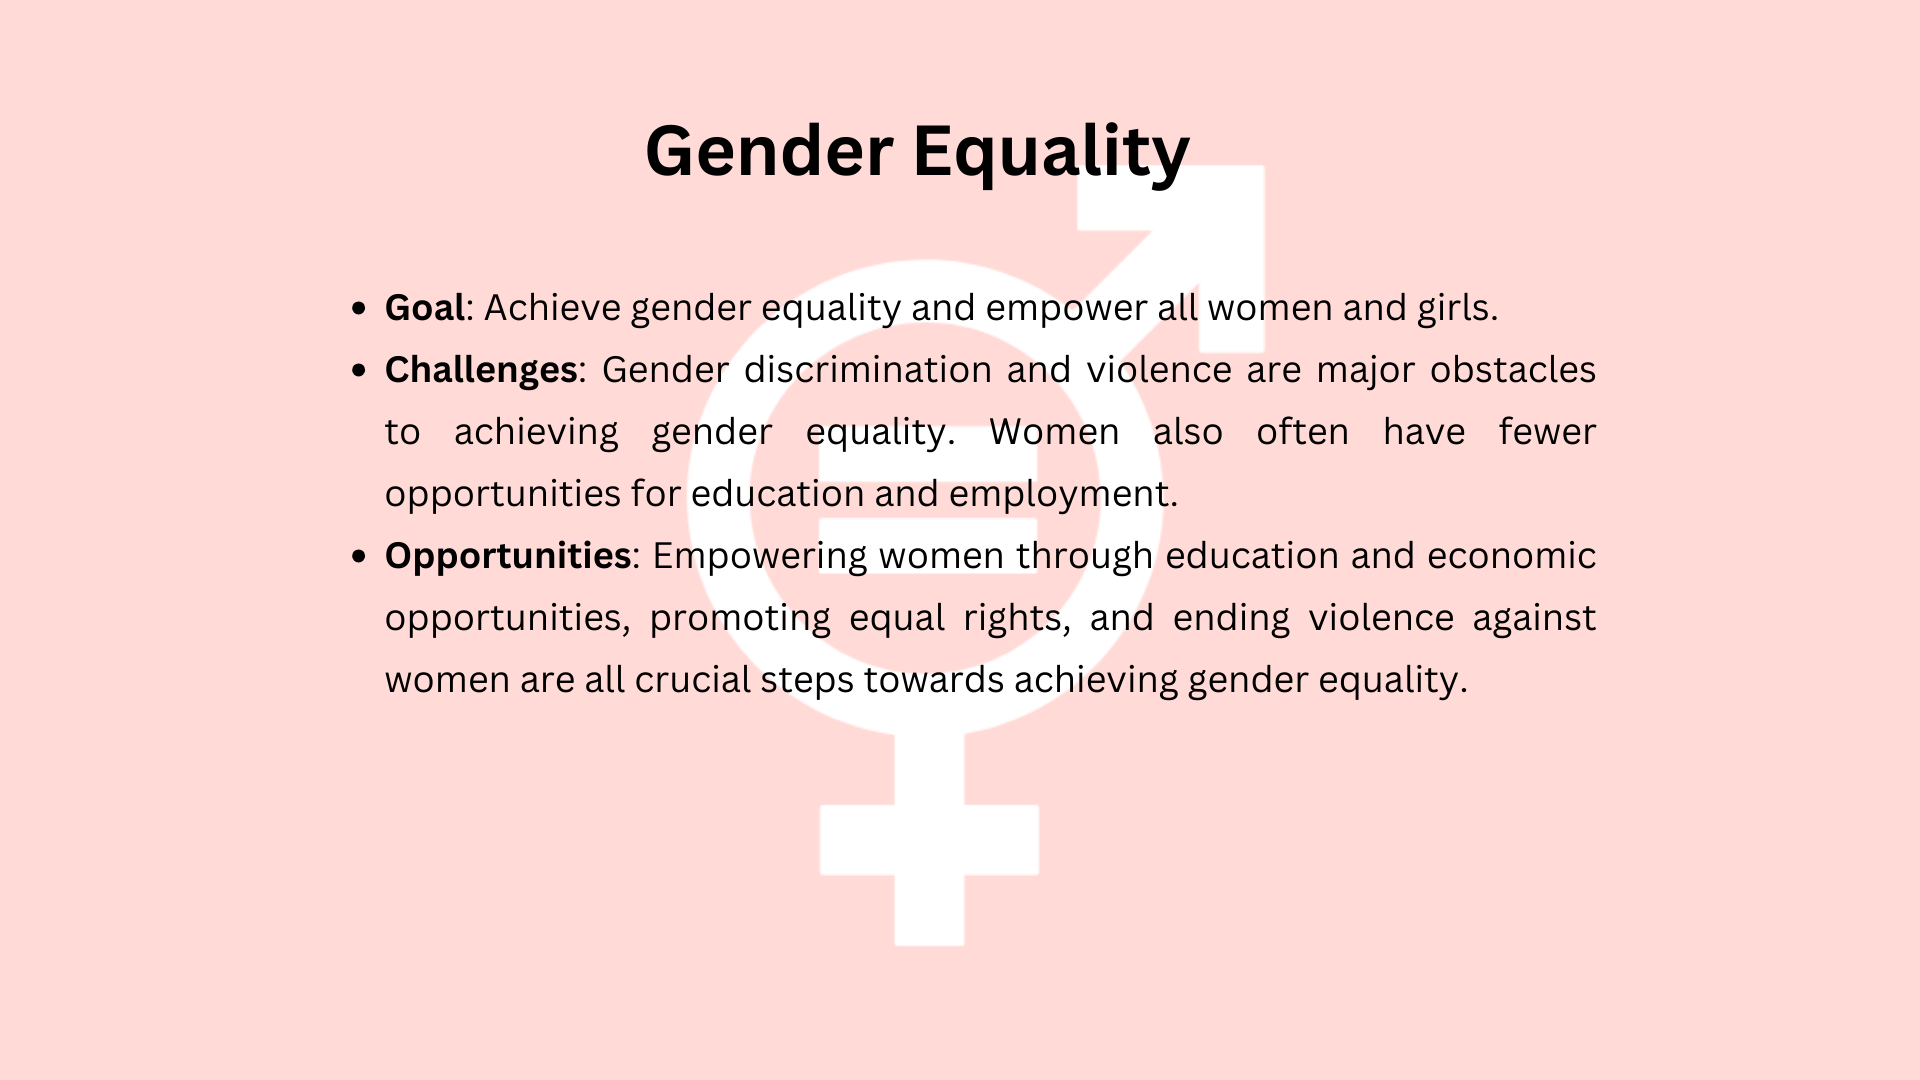 Gender Equality
• Goal: Achieve gender equality and empower all women and girls.
• Challenges: Gender discrimination and violence are major obstacles
to achieving gender equality. Women also often have fewer
opportunities for education and employment.
• Opportunities: Empowering women through education and economic
opportunities, promoting equal rights, and ending violence against
women are all crucial steps towards achieving gender equality.